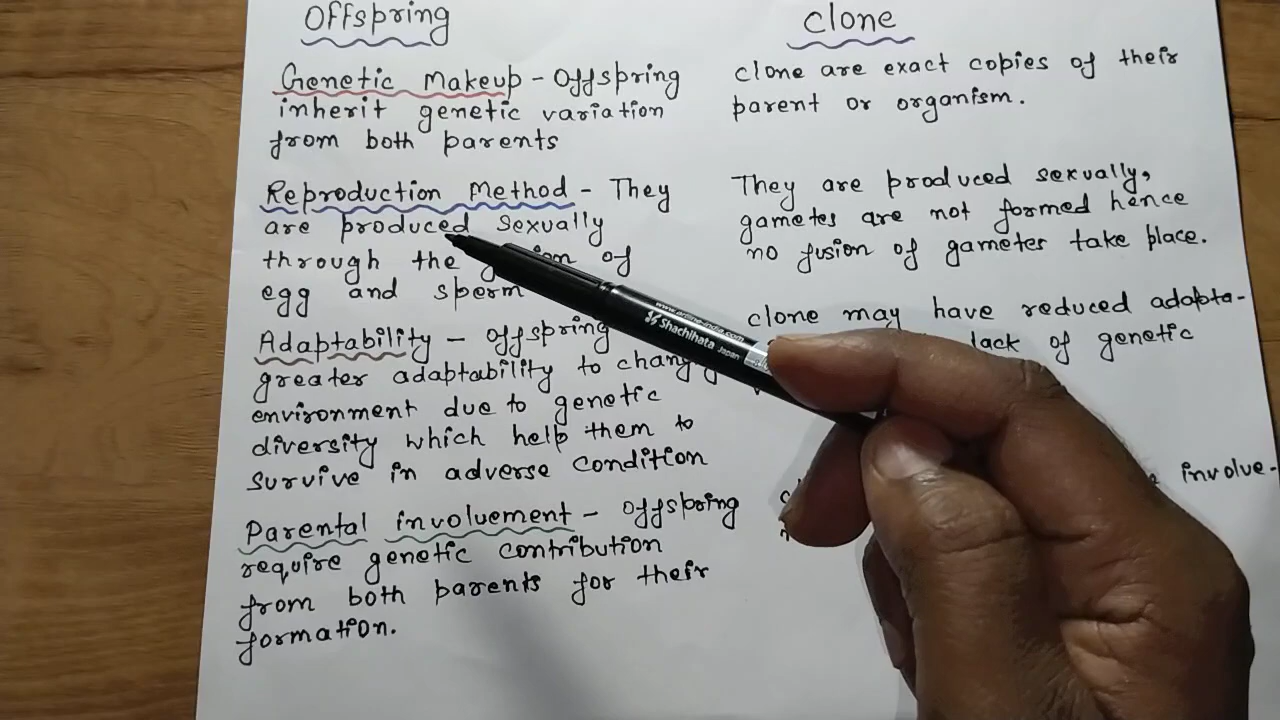 Offspring
Genetic Makeup - Offspring
inherit genetic variation
from both parents
Reproduction Method - They
are produced sexually
through the of
egg and sperm
Adaptability - offspring
greater adaptability to
environment due to genetic
diversity which help them to
survive in adverse condition
Parental involvement - Offspring
require genetic contribution
from both parents for their
formation.
Clone
clone are exact copies of their
parent or organism.
They are produced sexually,
gametes are not formed hence
no fusion of gametes take place.
clone may have reduced adapta-
lack of genetic
involve-
Shachihata Japan